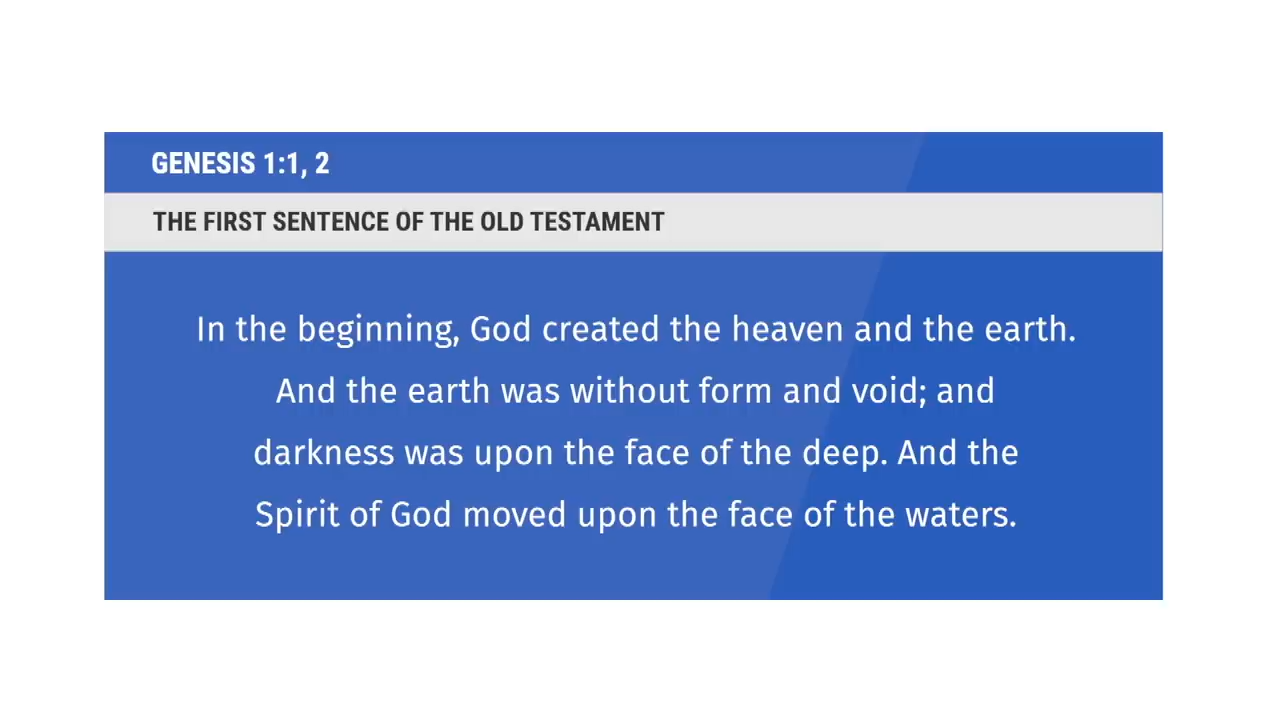 GENESIS 1:1, 2
THE FIRST SENTENCE OF THE OLD TESTAMENT
In the beginning, God created the heaven and the earth.
And the earth was without form and void; and
darkness was upon the face of the deep. And the
Spirit of God moved upon the face of the waters.